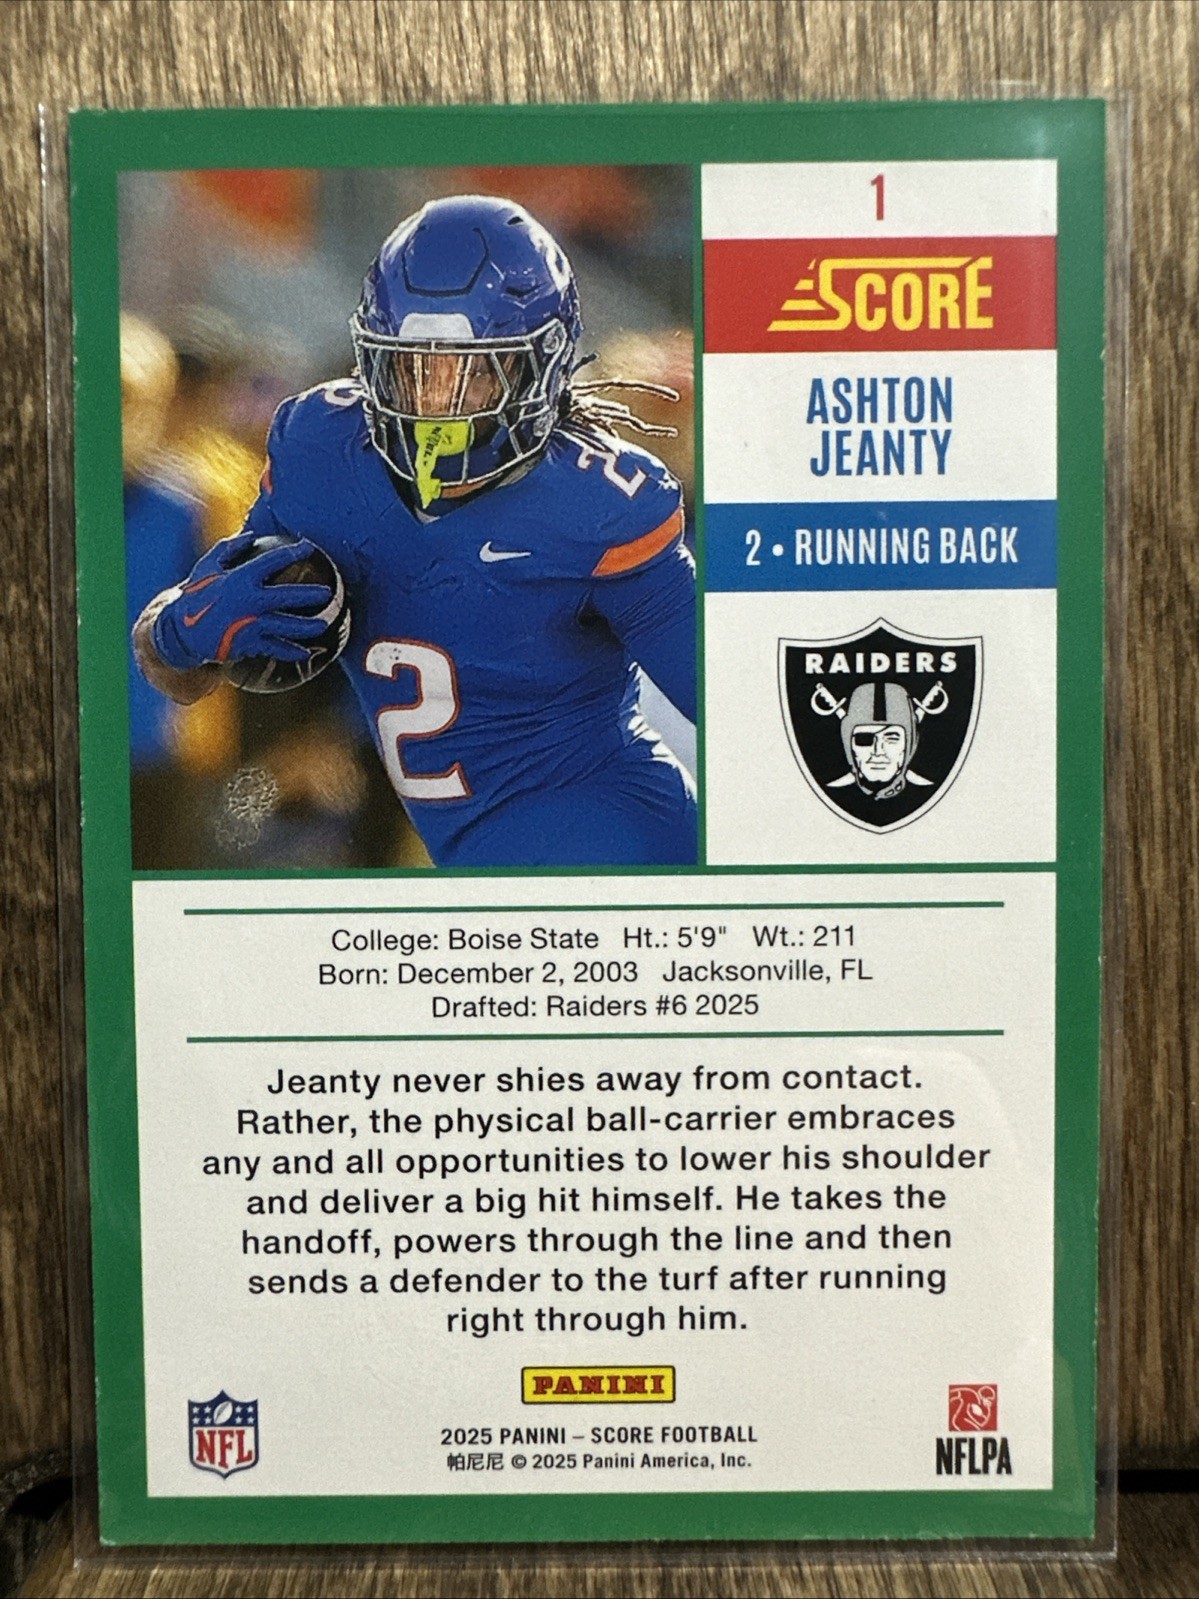 1
SCORE
ASHTON
JEANTY
2 • RUNNING BACK
RAIDERS
2
2
College: Boise State Ht.: 5'9" Wt.: 211
Born: December 2, 2003 Jacksonville, FL
Drafted: Raiders #6 2025
Jeanty never shies away from contact.
Rather, the physical ball-carrier embraces
any and all opportunities to lower his shoulder
and deliver a big hit himself. He takes the
handoff, powers through the line and then
sends a defender to the turf after running
right through him.
PANINI
NFL
2025 PANINI – SCORE FOOTBALL
帕尼尼 © 2025 Panini America, Inc.
NFLPA